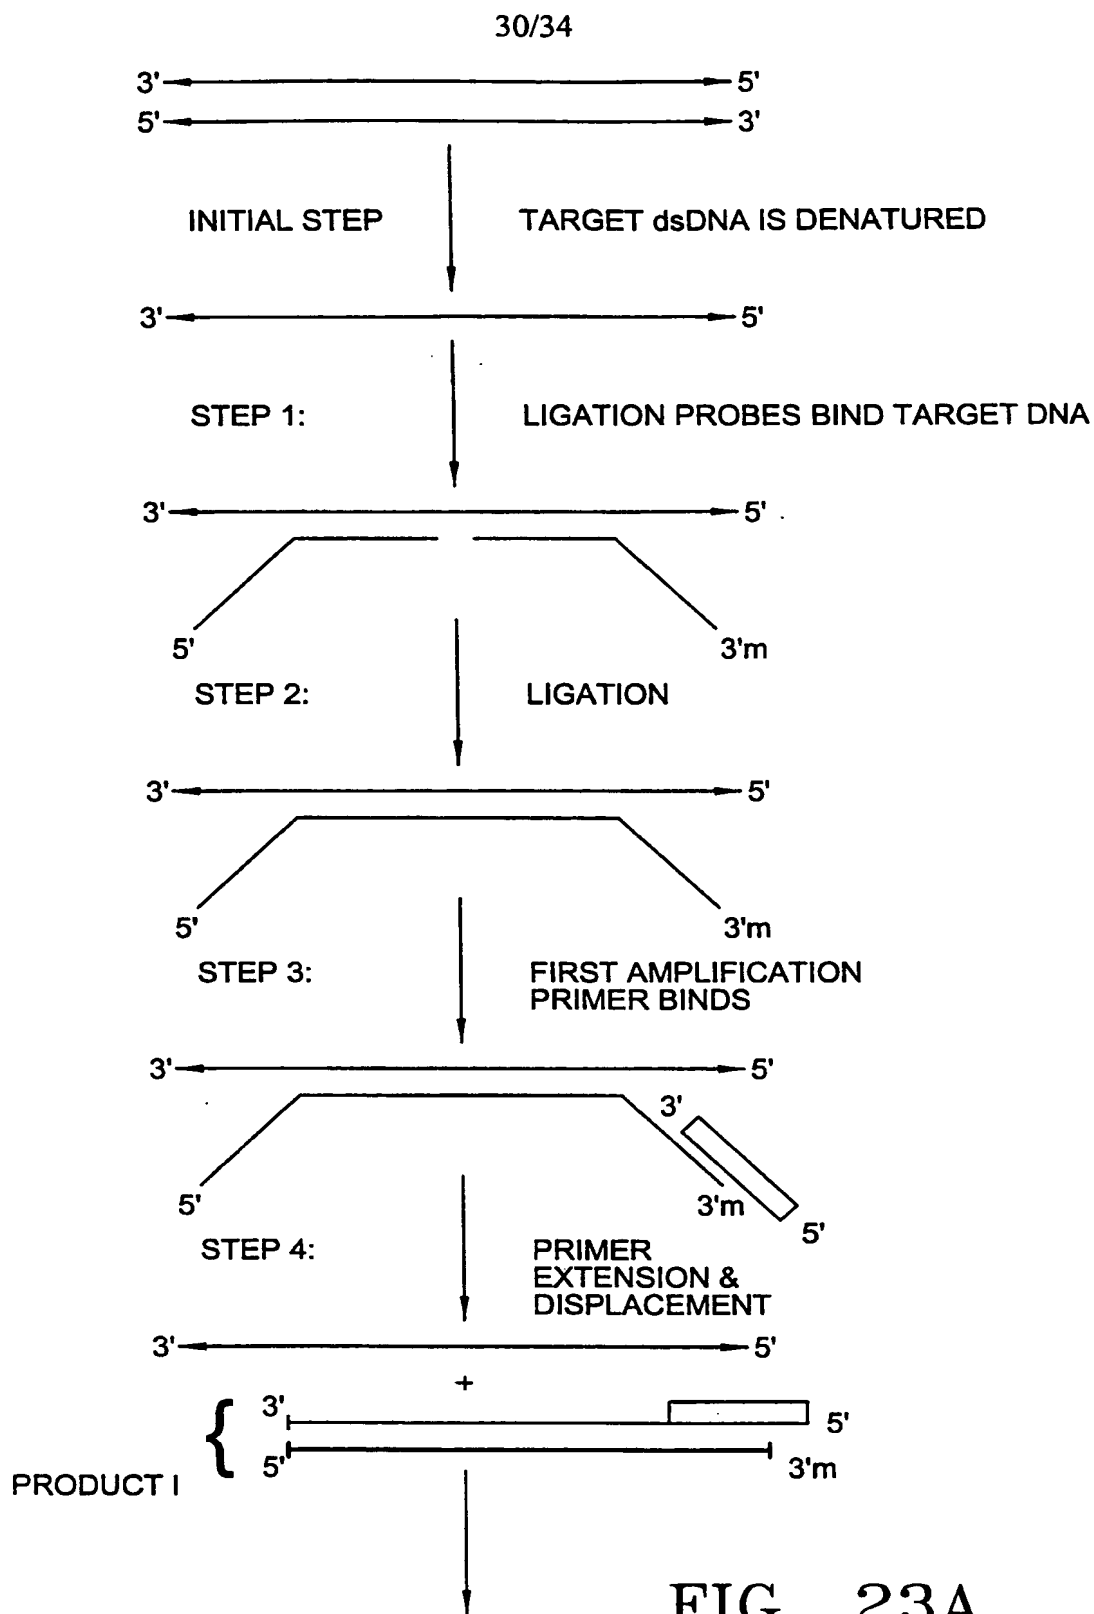 30/34
3' 5'
5' 3'
INITIAL STEP TARGET dsDNA IS DENATURED
3' 5'
STEP 1: LIGATION PROBES BIND TARGET DNA
3' 5'
5' 3'm
STEP 2: LIGATION
3' 5'
5' 3'm
STEP 3: FIRST AMPLIFICATION
PRIMER BINDS
3' 5'
3'
5' 3'm 5'
STEP 4: PRIMER
EXTENSION &
DISPLACEMENT
3' 5'
+
3' 5'
{
5' 3'm
PRODUCT I
FIG. 23A